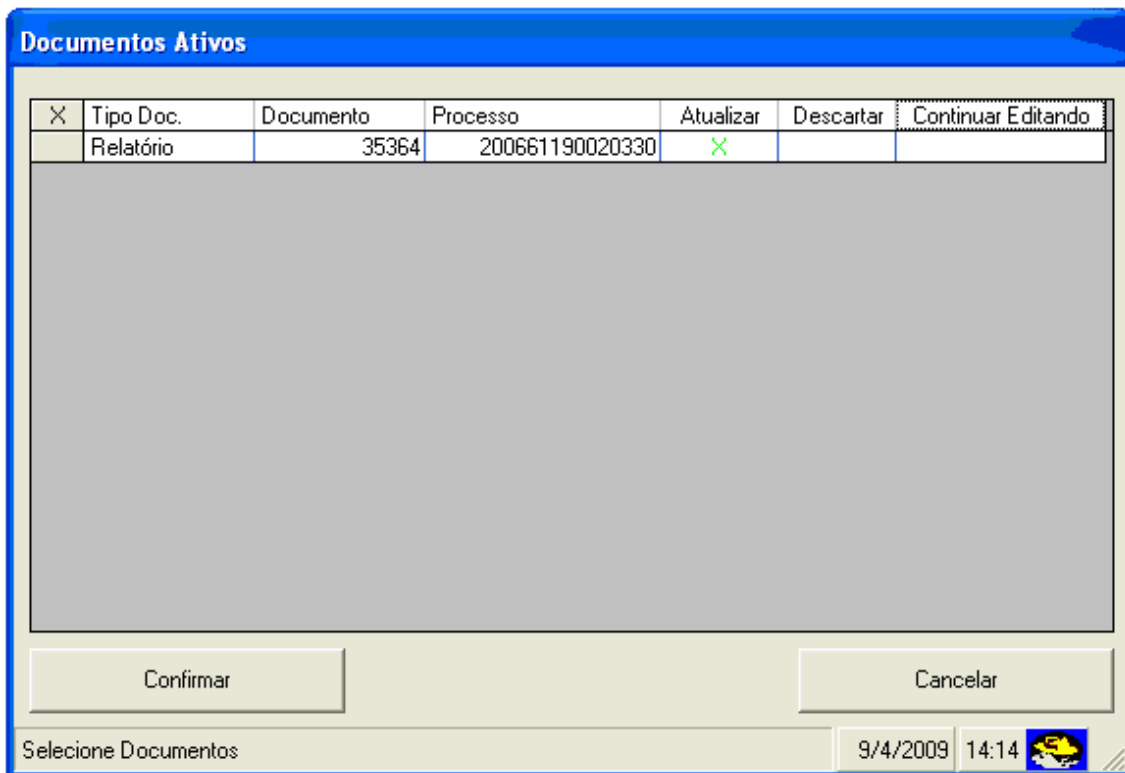 Documentos Ativos
X Tipo Doc. Documento Processo Atualizar Descartar Continuar Editando
Relatório 35364 200661190020330 X
Confirmar Cancelar
Selecione Documentos 9/4/2009 14:14